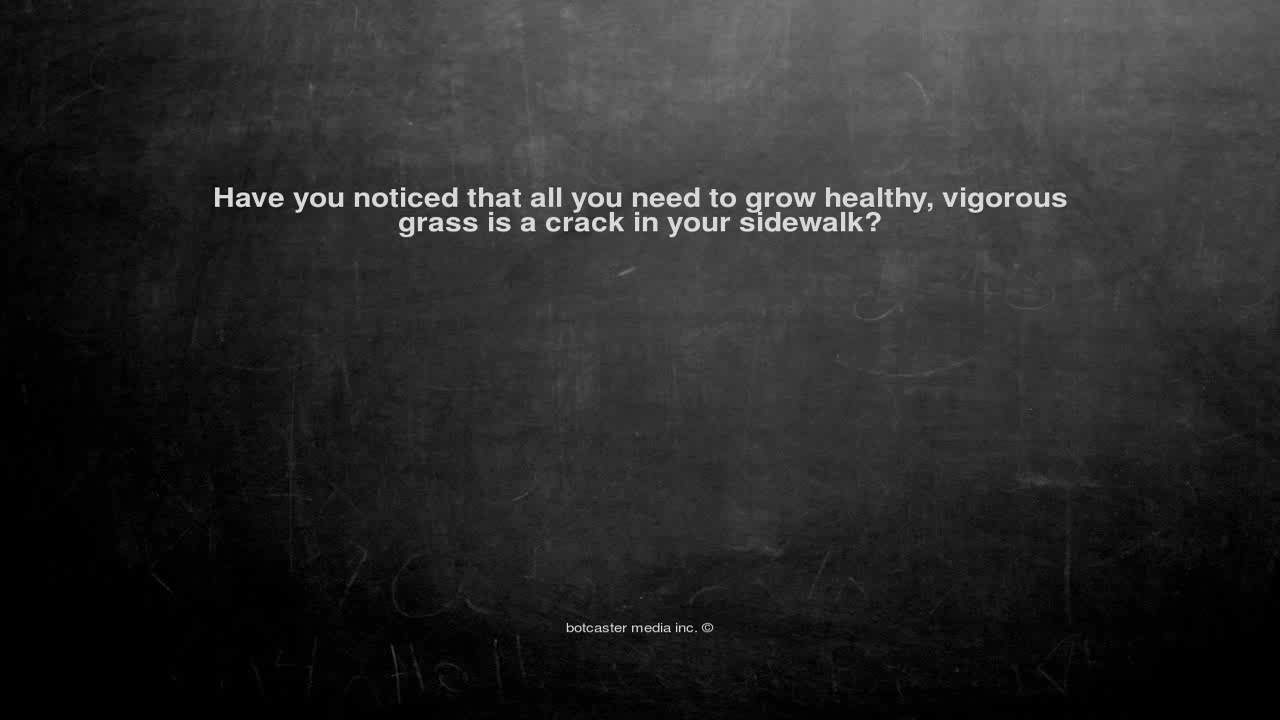 Have you noticed that all you need to grow healthy, vigorous
grass is a crack in your sidewalk?
botcaster media inc. ©